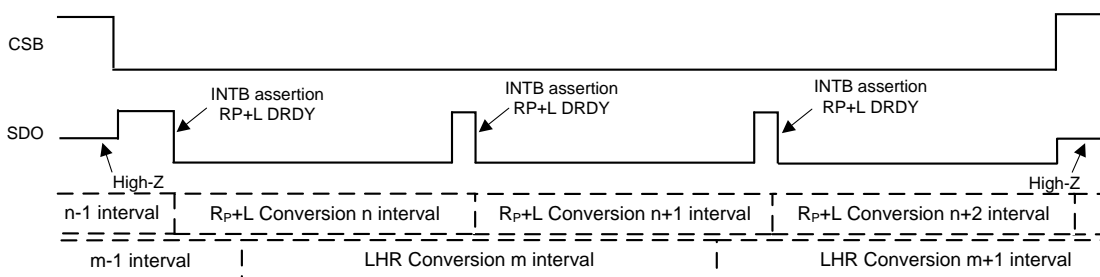 CSB
INTB assertion
RP+L DRDY
INTB assertion
RP+L DRDY
INTB assertion
RP+L DRDY
SDO
High-Z
High-Z
n-1 interval
RP+L Conversion n interval
RP+L Conversion n+1 interval
RP+L Conversion n+2 interval
m-1 interval
LHR Conversion m interval
LHR Conversion m+1 interval